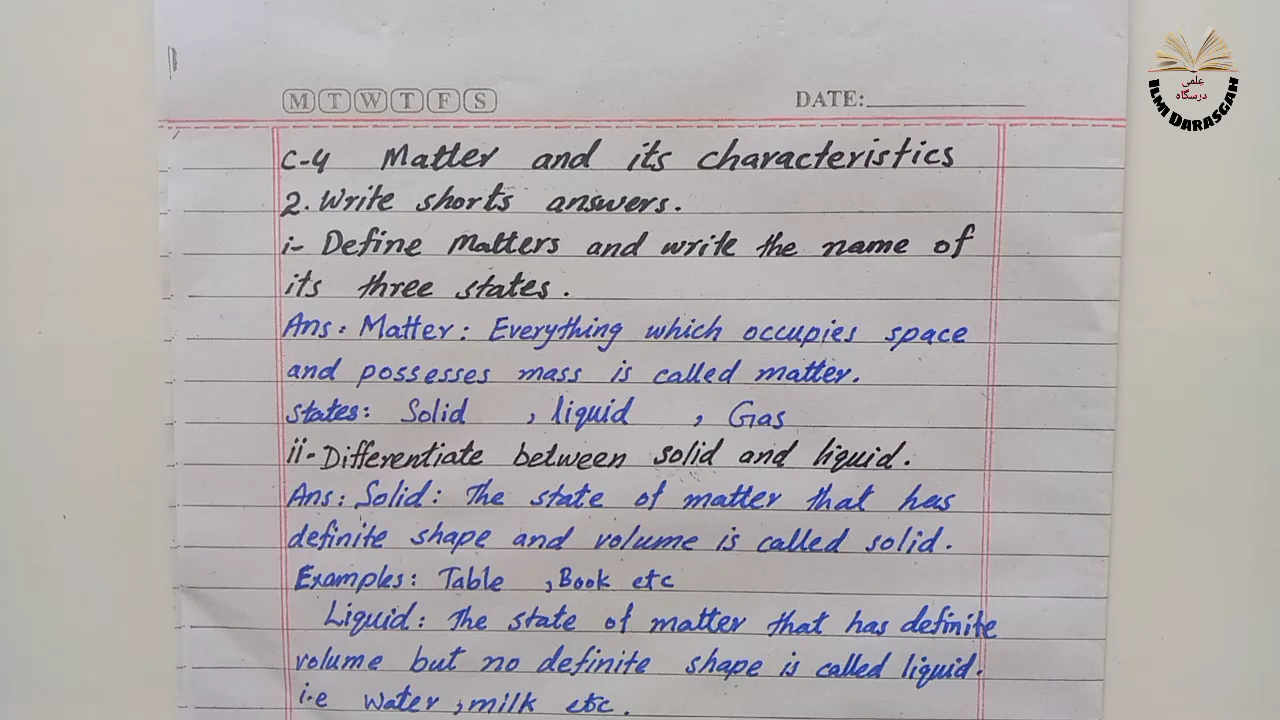 علمی
درسگاہ
ILMI DARASGAH
M T W T F S
DATE:
C-4 Matter and its characteristics
2. Write shorts answers.
i- Define Matters and write the name of
its three states.
Ans: Matter: Everything which occupies space
and possesses mass is called matter.
States: Solid , liquid , Gas
ii- Differentiate between solid and liquid.
Ans: Solid: The state of matter that has
definite shape and volume is called solid.
Examples: Table , Book etc
Liquid: The state of matter that has definite
volume but no definite shape is called liquid.
i.e water, milk etc.